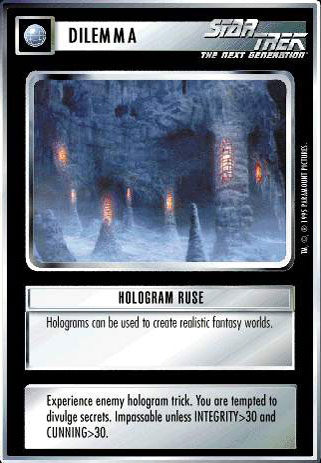 DILEMMA
STAR TREK
THE NEXT GENERATION
TM, ©, ® 1995 PARAMOUNT PICTURES.
HOLOGRAM RUSE
Holograms can be used to create realistic fantasy worlds.
Experience enemy hologram trick. You are tempted to
divulge secrets. Impassable unless INTEGRITY>30 and
CUNNING>30.